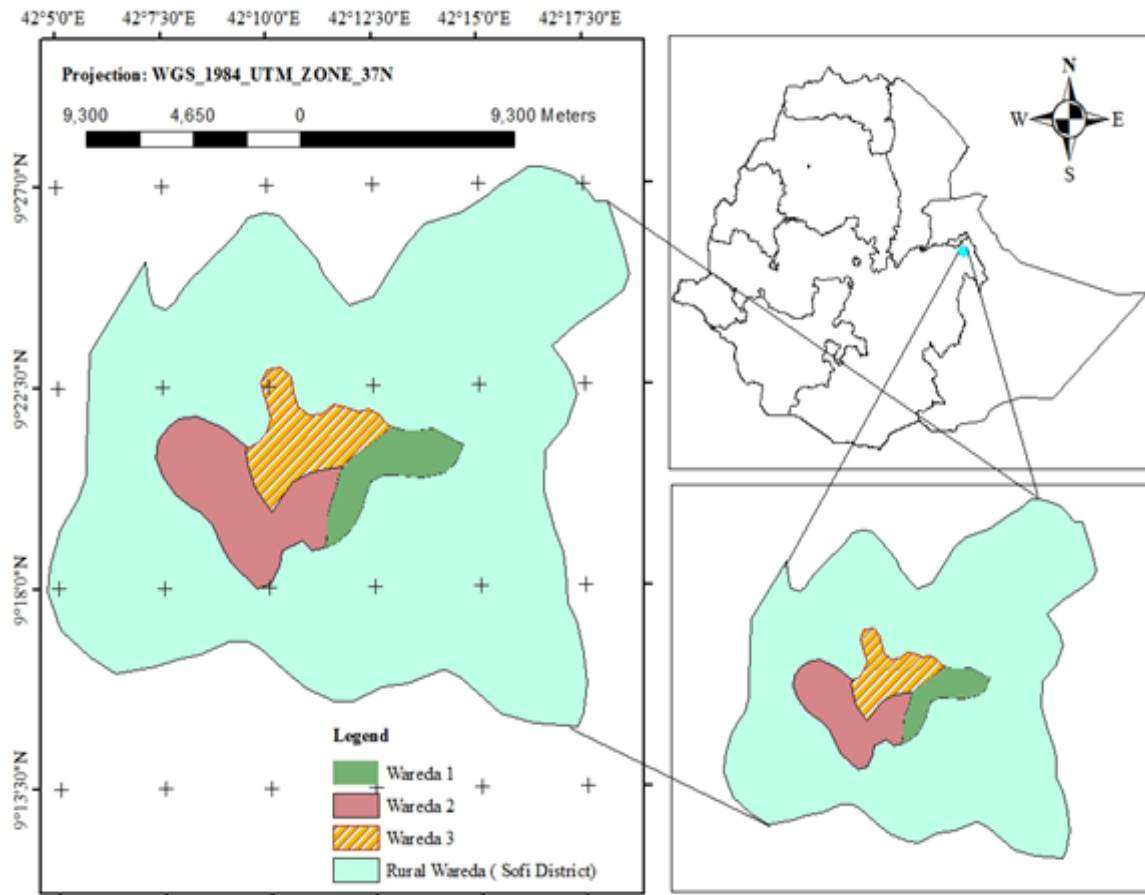 42°5'0"E 42°7'30"E 42°10'0"E 42°12'30"E 42°15'0"E 42°17'30"E
Projection: WGS_1984_UTM_ZONE_37N
9,300 4,650 0 9,300 Meters
N
W E
S
9°27'0"N
9°22'30"N
9°18'0"N
9°13'30"N
Legend
Wareda 1
Wareda 2
Wareda 3
Rural Wareda ( Sofi District)